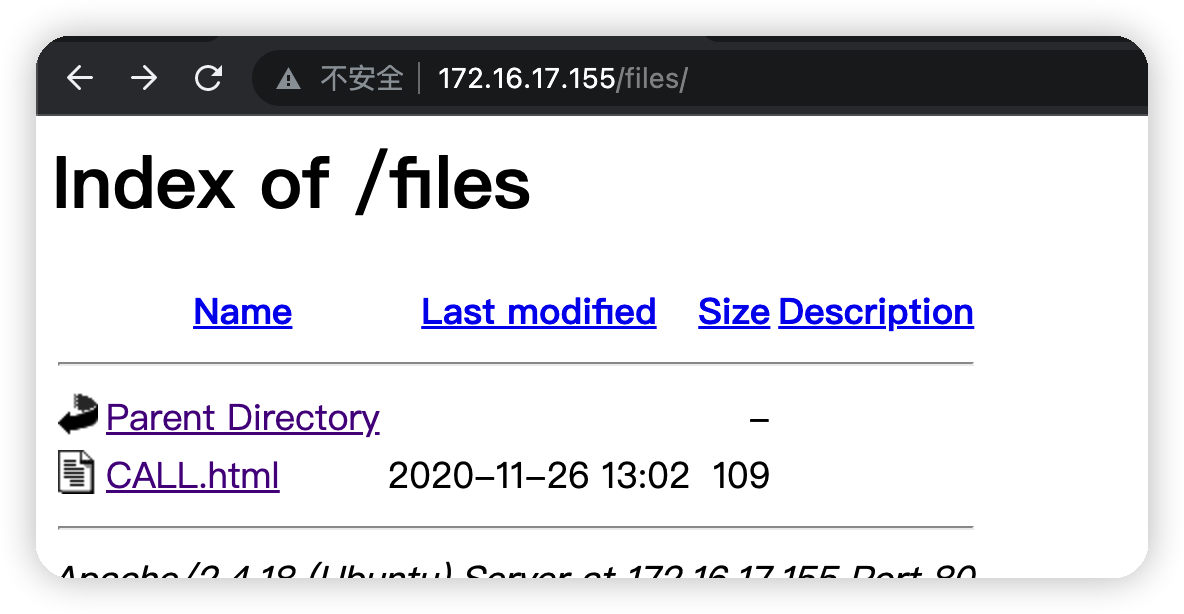 不安全 172.16.17.155/files/
Index of /files
Name Last modified Size Description
Parent Directory -
CALL.html 2020-11-26 13:02 109
Apache/2.4.18 (Ubuntu) Server at 172.16.17.155 Port 80